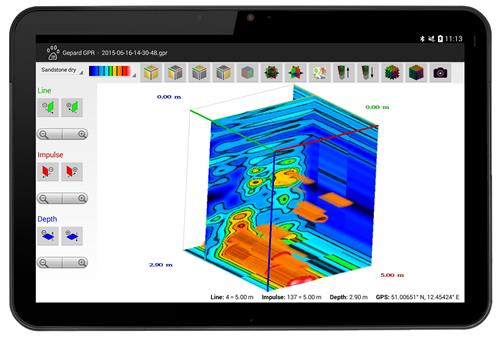 11:13
Gepard GPR · 2015-06-16-14-30-48.gpr
Sandstone dry
Line
Impulse
Depth
0.00 m
0.00 m
2.90 m
5.00 m
Line: 4 = 5.00 m Impulse: 137 = 5.00 m Depth: 2.90 m GPS: 51.00651° N, 12.45424° E